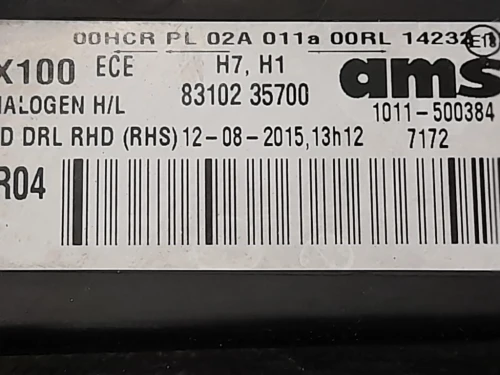 00HCR PL 02A 011a 00RL 14232
X100 ECE H7, H1 ams
HALOGEN H/L 83102 35700 1011-500384
D DRL RHD (RHS) 12-08-2015,13h12 7172
R04